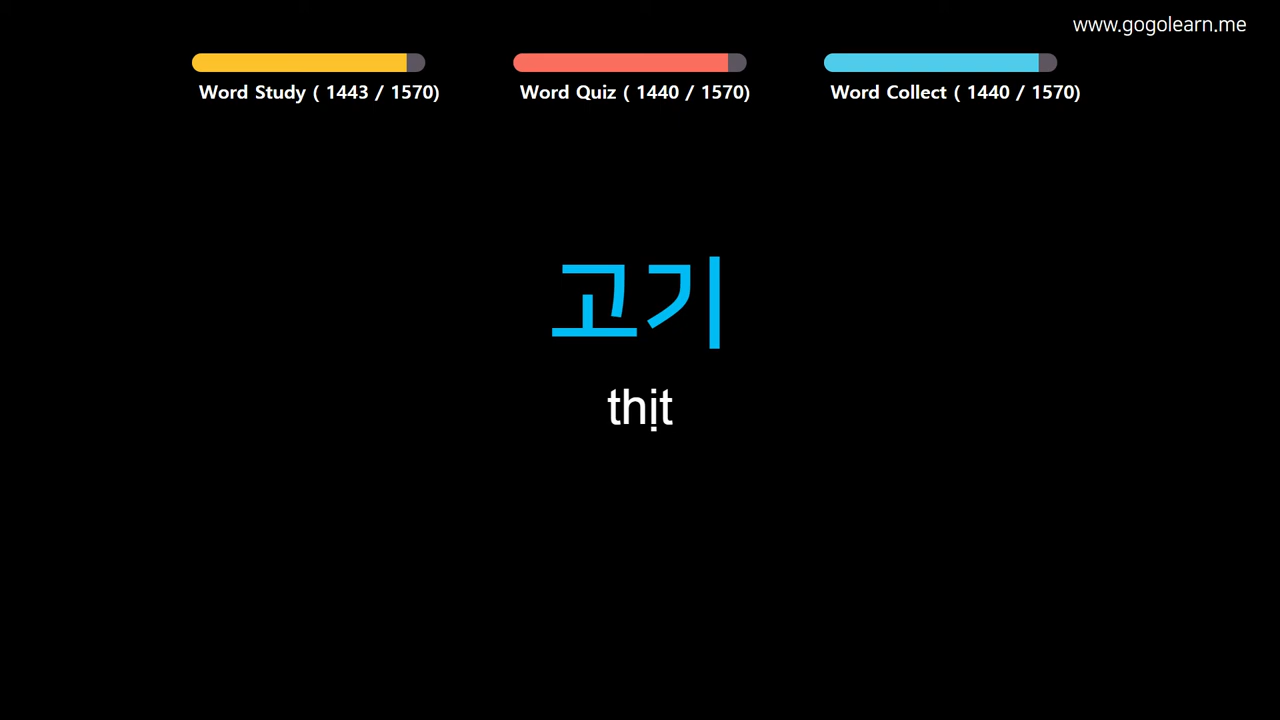 www.gogolearn.me
Word Study ( 1443 / 1570)
Word Quiz ( 1440 / 1570)
Word Collect ( 1440 / 1570)
고기
thịt